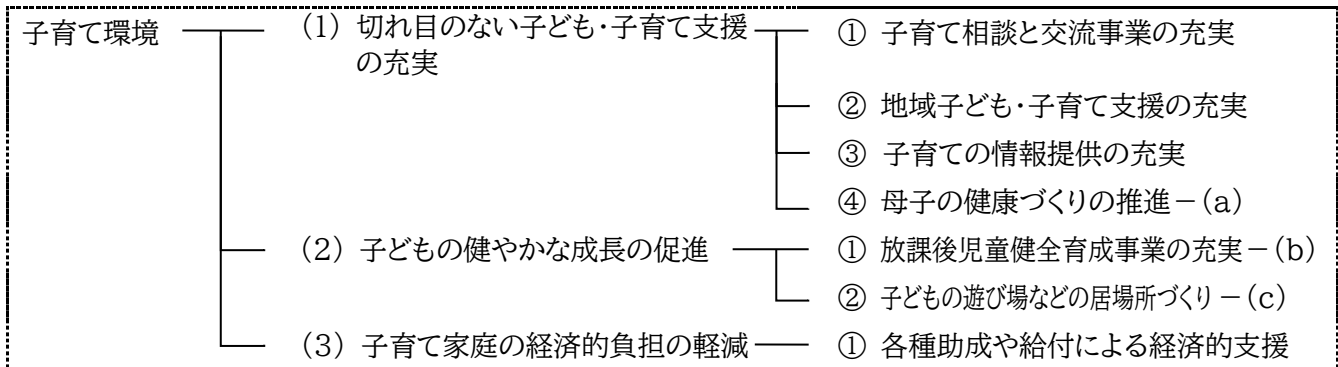 子育て環境
(1) 切れ目のない子ども・子育て支援
の充実
① 子育て相談と交流事業の充実
② 地域子ども・子育て支援の充実
③ 子育ての情報提供の充実
④ 母子の健康づくりの推進－(a)
(2) 子どもの健やかな成長の促進
① 放課後児童健全育成事業の充実－(b)
② 子どもの遊び場などの居場所づくり－(c)
(3) 子育て家庭の経済的負担の軽減
① 各種助成や給付による経済的支援